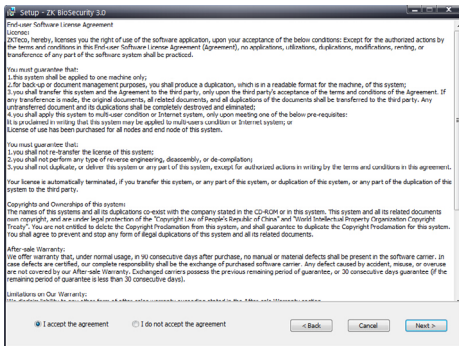 Setup - ZK BioSecurity 3.0
End-user Software License Agreement
License:
ZKTeco, hereby, licenses you the right of use of the software application, upon your acceptance of the below conditions: Except for the authorized actions by
the terms and conditions in this End-user Software License Agreement (Agreement), no applications, utilizations, duplications, modifications, renting, or
transference of any part of the software system shall be practiced.
You must guarantee that:
1.this system shall be applied to one machine only;
2.for back-up or document management purposes, you shall produce a duplication, which is in a readable format for the machine, of this system;
3.you shall transfer this system and the Agreement to the third party, only upon the third party's acceptance of the terms and conditions of the Agreement. If
any transference is made, the original documents, all related documents, and all duplications of the documents shall be transferred to the third party. Any
untransferred document and its duplications shall be completely destroyed and eliminated;
4.you shall apply this system to multi-user condition or Internet system, only upon meeting one of the below pre-requisites:
It is proclaimed in writing that this system may be applied to multi-user condition or Internet system; or
License of use has been purchased for all nodes and end node of this system.
You must guarantee that:
1.you shall not re-transfer the license of this system;
2.you shall not perform any type of reverse engineering, disassembly, or de-compilation;
3.you shall not duplicate, or deliver this system or any part of this system, except for authorized actions in writing by the terms and conditions in this agreement.
Your license is automatically terminated, if you transfer this system, or any part of this system, or duplication of this system, or any part of the duplication of this
system to the third party.
Copyrights and Ownerships of this system:
The names of this systems and all its duplications co-exist with the company stated in the CD-ROM or in this system. This system and all its related documents
own copyright, and are under legal protection of the "Copyright Law of People's Republic of China" and "World Intellectual Property Organization Copyright
Treaty". You are not entitled to delete the Copyright Proclamation from this system, and shall guarantee to duplicate the Copyright Proclamation for this system.
You shall agree to prevent and stop any form of illegal duplications of this system and all its related documents.
After-sale Warranty:
We offer warranty that, under normal usage, in 90 consecutive days after purchase, no manual or material defects shall be present in the software carrier. In
case defects are certified, our complete responsibility shall be the exchange of purchased software carrier. Any defect caused by accident, misuse, or overuse
are not covered by our After-sale Warranty. Exchanged carriers possess the previous remaining period of guarantee, or 30 consecutive days guarantee (if the
remaining period of guarantee is less than 30 consecutive days).
Limitations on Our Warranty:
I accept the agreement
I do not accept the agreement
< Back
Cancel
Next >